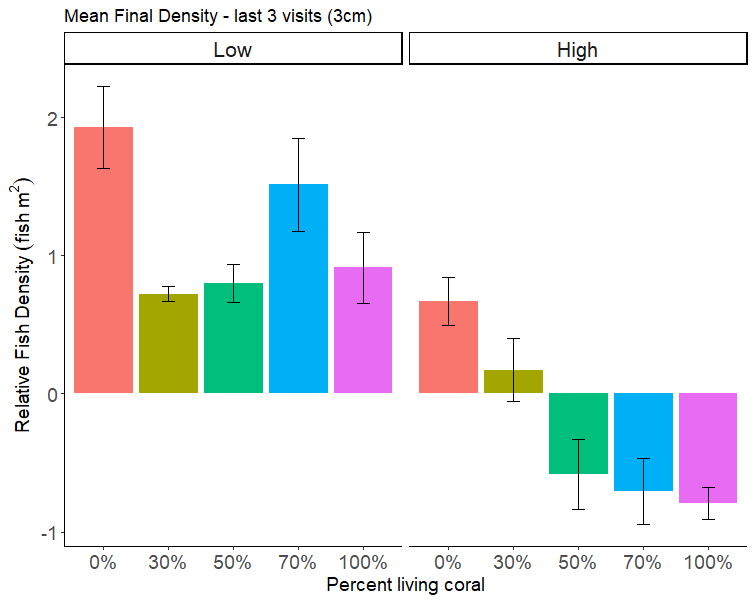 Mean Final Density - last 3 visits (3cm)
Low
High
Relative Fish Density (fish m²)
2
1
0
-1
0% 30% 50% 70% 100%
0% 30% 50% 70% 100%
Percent living coral